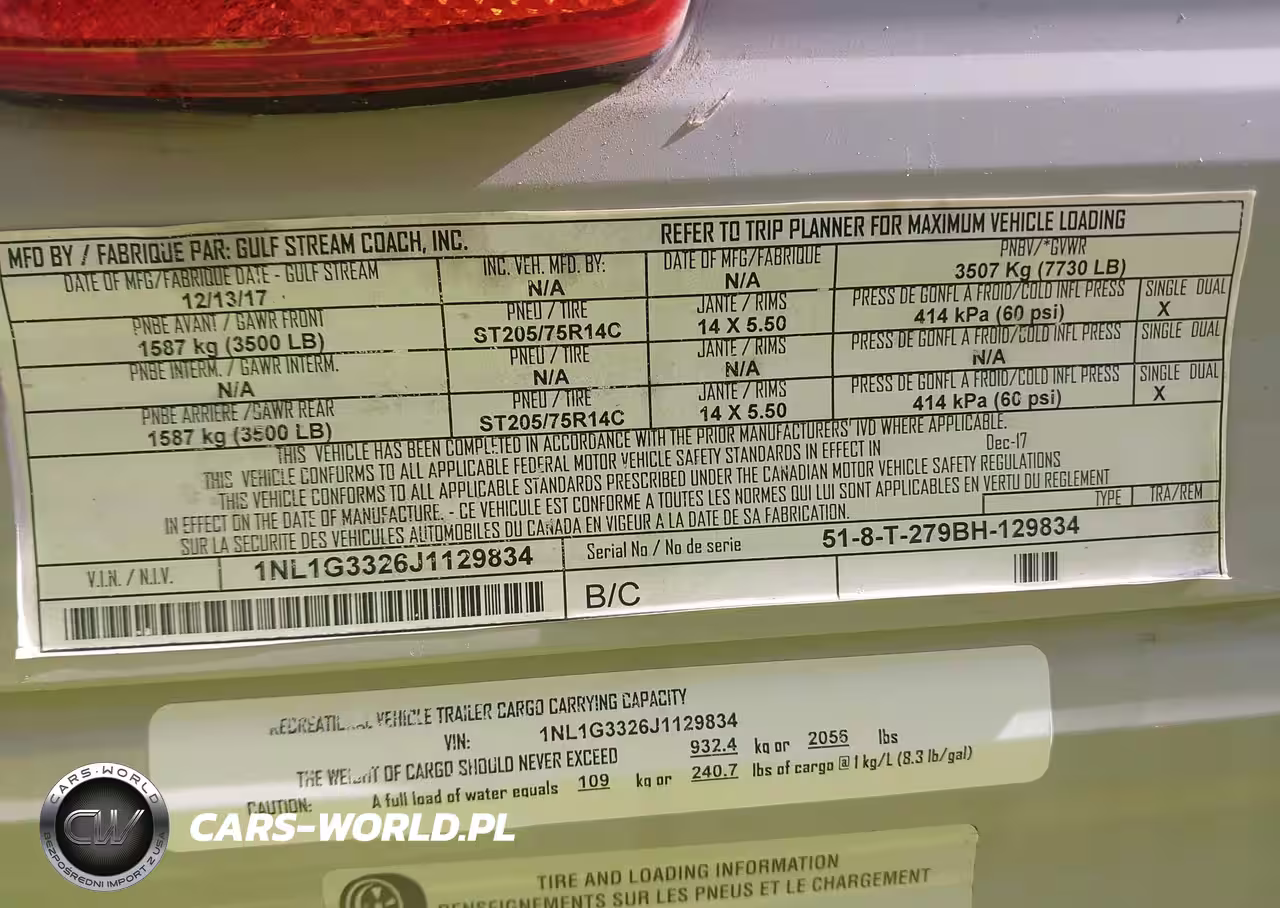 MFD BY / FABRIQUE PAR: GULF STREAM COACH, INC. REFER TO TRIP PLANNER FOR MAXIMUM VEHICLE LOADING
DATE OF MFG/FABRIQUE DATE - GULF STREAM INC. VEH. MFD. BY: DATE OF MFG/FABRIQUE PNBV/*GVWR
12/13/17 N/A N/A 3507 Kg (7730 LB)
PNBE AVANT / GAWR FRONT PNEU / TIRE JANTE / RIMS PRESS DE GONFL A FROID/COLD INFL PRESS SINGLE DUAL
1587 kg (3500 LB) ST205/75R14C 14 X 5.50 414 kPa (60 psi) X
PNBE INTERM. / GAWR INTERM. PNEU / TIRE JANTE / RIMS PRESS DE GONFL A FROID/COLD INFL PRESS SINGLE DUAL
N/A N/A N/A N/A
PNBE ARRIERE / GAWR REAR PNEU / TIRE JANTE / RIMS PRESS DE GONFL A FROID/COLD INFL PRESS SINGLE DUAL
1587 kg (3500 LB) ST205/75R14C 14 X 5.50 414 kPa (60 psi) X
THIS VEHICLE HAS BEEN COMPLETED IN ACCORDANCE WITH THE PRIOR MANUFACTURERS' IVD WHERE APPLICABLE.
THIS VEHICLE CONFORMS TO ALL APPLICABLE FEDERAL MOTOR VEHICLE SAFETY STANDARDS IN EFFECT IN Dec-17
THIS VEHICLE CONFORMS TO ALL APPLICABLE STANDARDS PRESCRIBED UNDER THE CANADIAN MOTOR VEHICLE SAFETY REGULATIONS
IN EFFECT ON THE DATE OF MANUFACTURE. - CE VEHICULE EST CONFORME A TOUTES LES NORMES QUI LUI SONT APPLICABLES EN VERTU DU REGLEMENT
SUR LA SECURITE DES VEHICULES AUTOMOBILES DU CANADA EN VIGEUR A LA DATE DE SA FABRICATION. TYPE TRA/REM
V.I.N. / N.I.V. 1NL1G3326J1129834 Serial No / No de serie 51-8-T-279BH-129834
B/C
RECREATIONAL VEHICLE TRAILER CARGO CARRYING CAPACITY
VIN: 1NL1G3326J1129834
THE WEIGHT OF CARGO SHOULD NEVER EXCEED 932.4 kg or 2056 lbs
CAUTION: A full load of water equals 109 kg or 240.7 lbs of cargo @ 1 kg/L (8.3 lb/gal)
TIRE AND LOADING INFORMATION
RENSEIGNEMENTS SUR LES PNEUS ET LE CHARGEMENT
CARS-WORLD
CW
BEZPOŚREDNI IMPORT Z USA
CARS-WORLD.PL